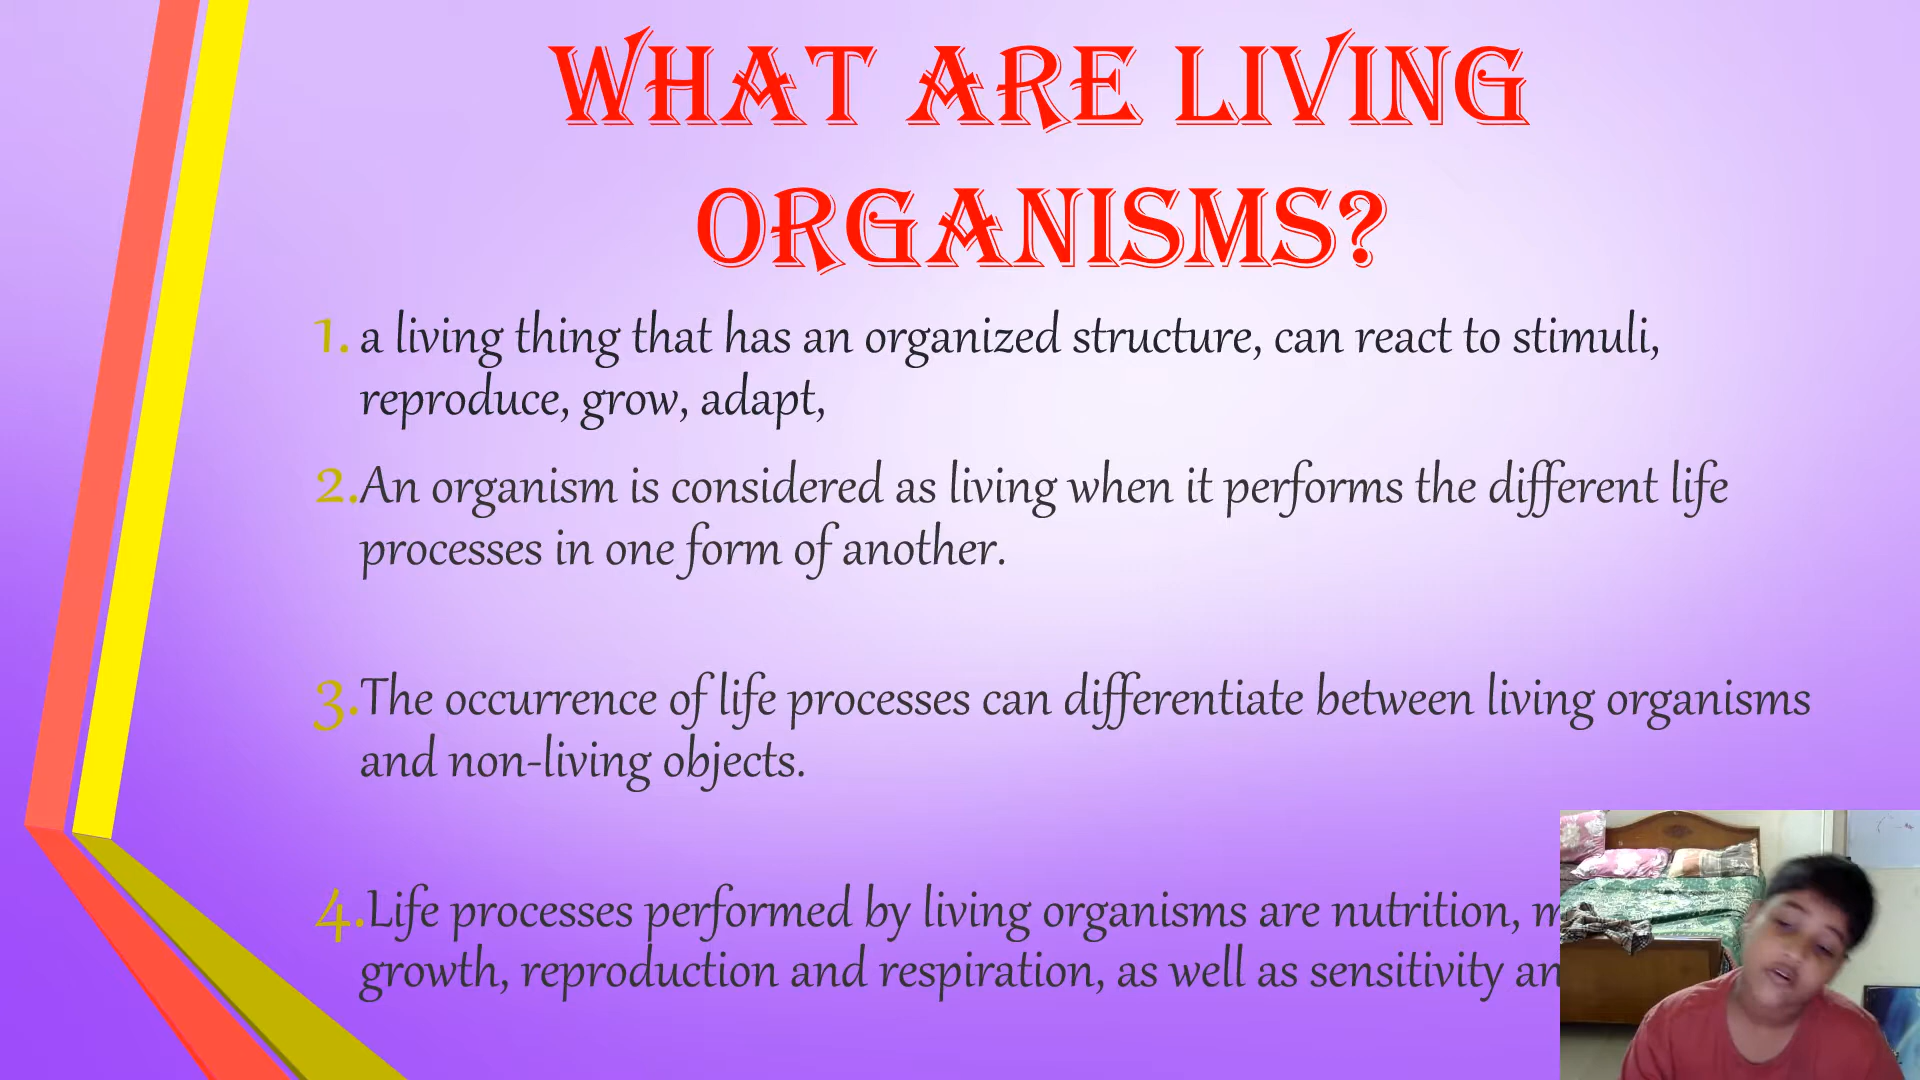 WHAT ARE LIVING
ORGANISMS?
1. a living thing that has an organized structure, can react to stimuli,
reproduce, grow, adapt,
2. An organism is considered as living when it performs the different life
processes in one form of another.
3. The occurrence of life processes can differentiate between living organisms
and non-living objects.
4. Life processes performed by living organisms are nutrition,
growth, reproduction and respiration, as well as sensitivity